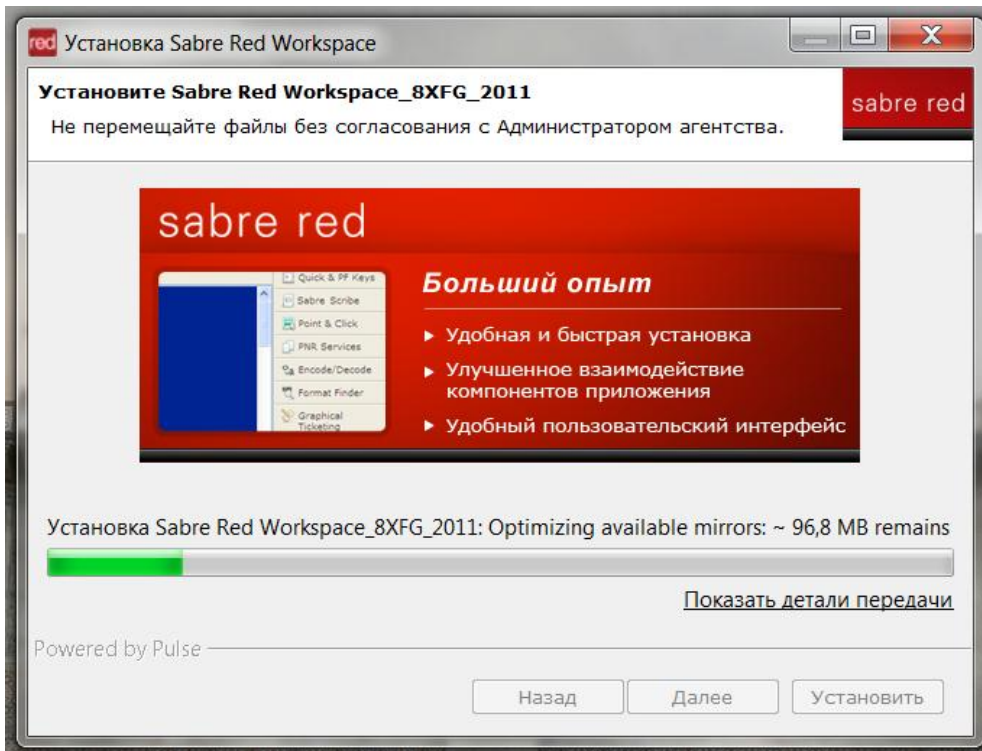 red Установка Sabre Red Workspace
Установите Sabre Red Workspace_8XFG_2011
Не перемещайте файлы без согласования с Администратором агентства.
sabre red
sabre red
Quick & PF Keys
Sabre Scribe
Point & Click
PNR Services
Encode/Decode
Format Finder
Graphical
Ticketing
Больший опыт
Удобная и быстрая установка
Улучшенное взаимодействие
компонентов приложения
Удобный пользовательский интерфейс
Установка Sabre Red Workspace_8XFG_2011: Optimizing available mirrors: ~ 96,8 MB remains
Показать детали передачи
Powered by Pulse
Назад Далее Установить